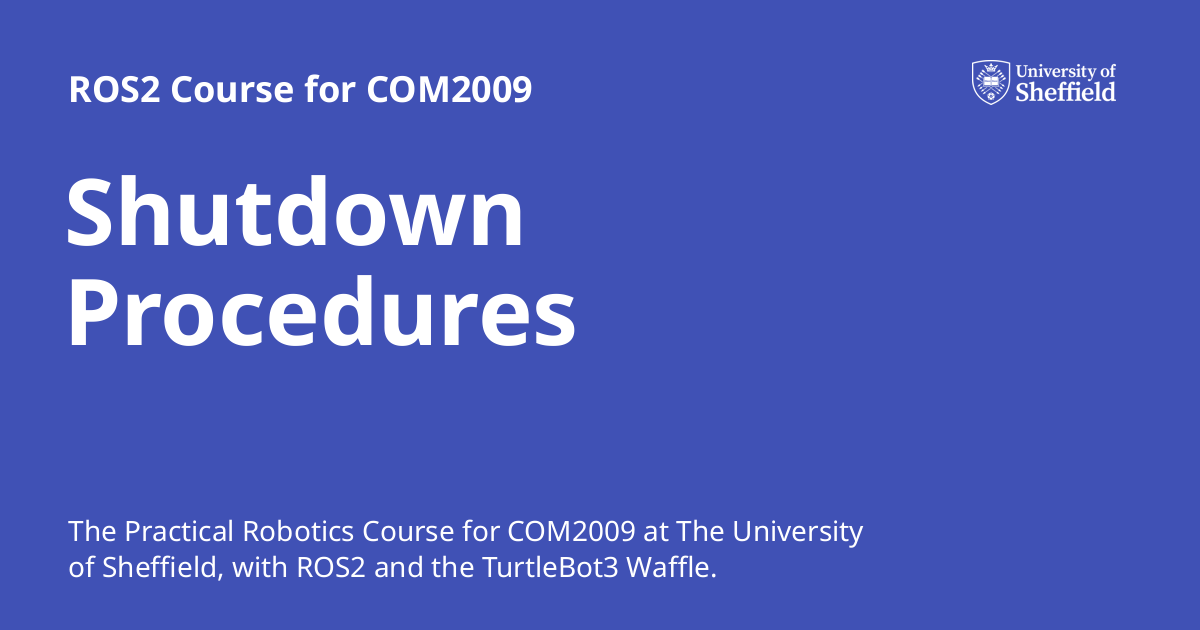 ROS2 Course for COM2009
University of
Sheffield
Shutdown
Procedures
The Practical Robotics Course for COM2009 at The University
of Sheffield, with ROS2 and the TurtleBot3 Waffle.